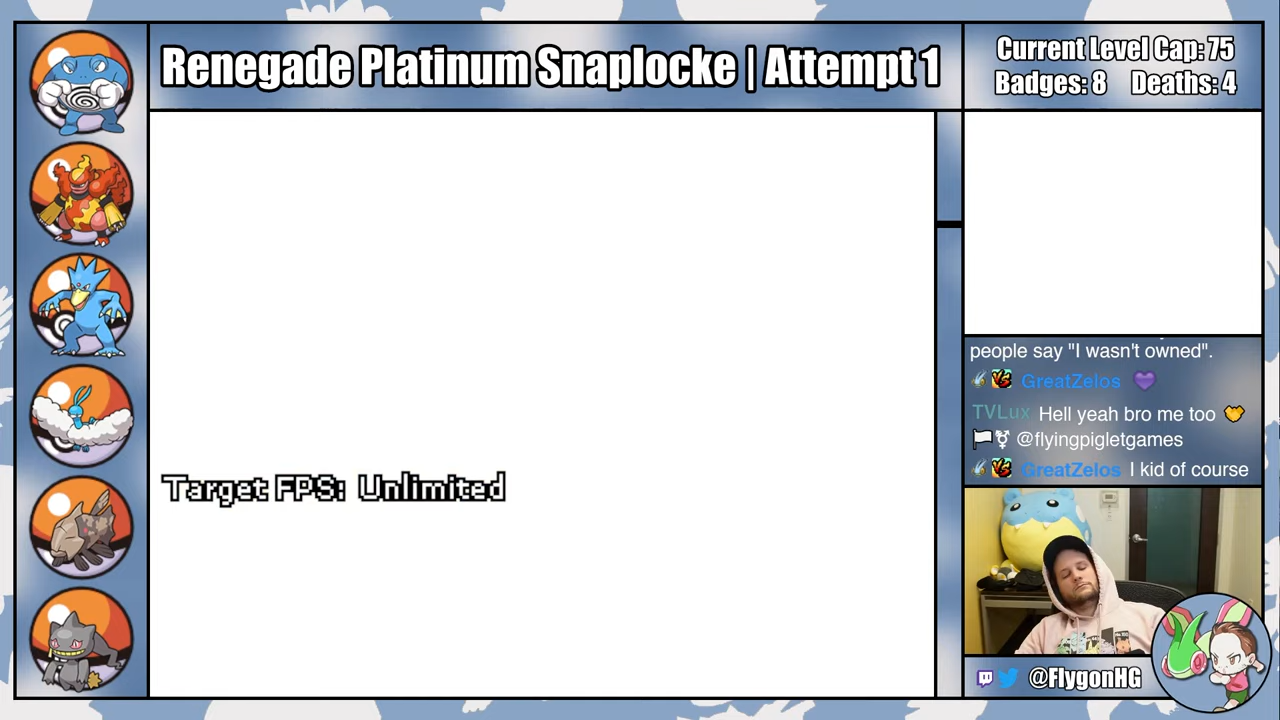 Renegade Platinum Snaplocke | Attempt 1
Current Level Cap: 75
Badges: 8 Deaths: 4
people say "I wasn't owned".
GreatZelos
TVLux Hell yeah bro me too
@flyingpigletgames
GreatZelos I kid of course
Target FPS: Unlimited
@FlygonHG